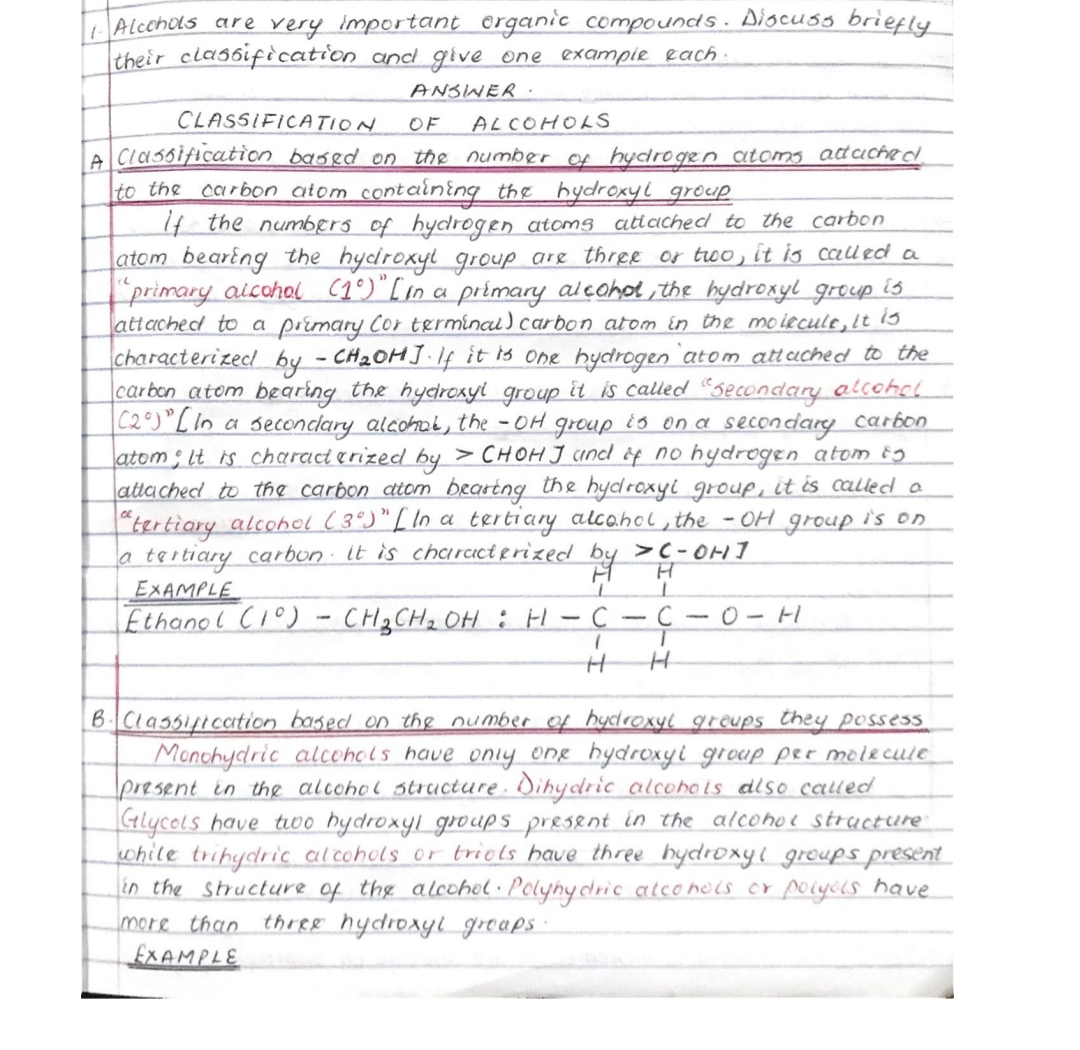 1. Alcohols are very important organic compounds. Discuss briefly
their classification and give one example each.
ANSWER.
CLASSIFICATION OF ALCOHOLS
A Classification based on the number of hydrogen atoms attached
to the carbon atom containing the hydroxyl group
If the numbers of hydrogen atoms attached to the carbon
atom bearing the hydroxyl group are three or two, it is called a
"primary alcohol (1°)" [In a primary alcohol, the hydroxyl group is
attached to a primary (or terminal) carbon atom in the molecule, it is
characterized by - CH₂OH]. If it is one hydrogen atom attached to the
carbon atom bearing the hydroxyl group it is called "secondary alcohol
(2°)" [In a secondary alcohol, the -OH group is on a secondary carbon
atom; It is characterized by > CHOH] and if no hydrogen atom is
attached to the carbon atom bearing the hydroxyl group, it is called a
"tertiary alcohol (3°)" [In a tertiary alcohol, the -OH group is on
a tertiary carbon. It is characterized by >C-OH]
EXAMPLE
H H
Ethanol (1°) - CH₃CH₂OH : H - C - C - O - H
H H
B. Classification based on the number of hydroxyl groups they possess
Monohydric alcohols have only one hydroxyl group per molecule
present in the alcohol structure. Dihydric alcohols also called
Glycols have two hydroxyl groups present in the alcohol structure
while trihydric alcohols or triols have three hydroxyl groups present
in the structure of the alcohol. Polyhydric alcohols or polyols have
more than three hydroxyl groups.
EXAMPLE